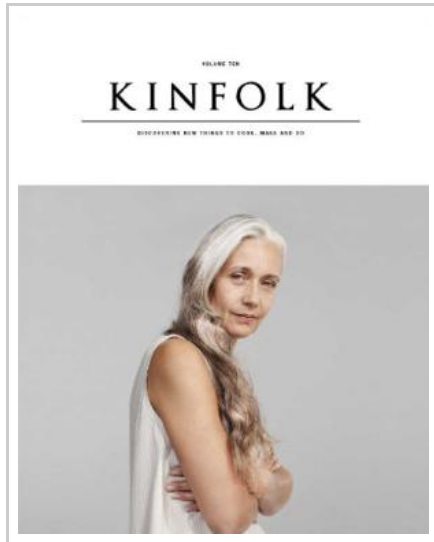 VOLUME TEN
KINFOLK
DISCOVERING NEW THINGS TO COOK, MAKE AND DO